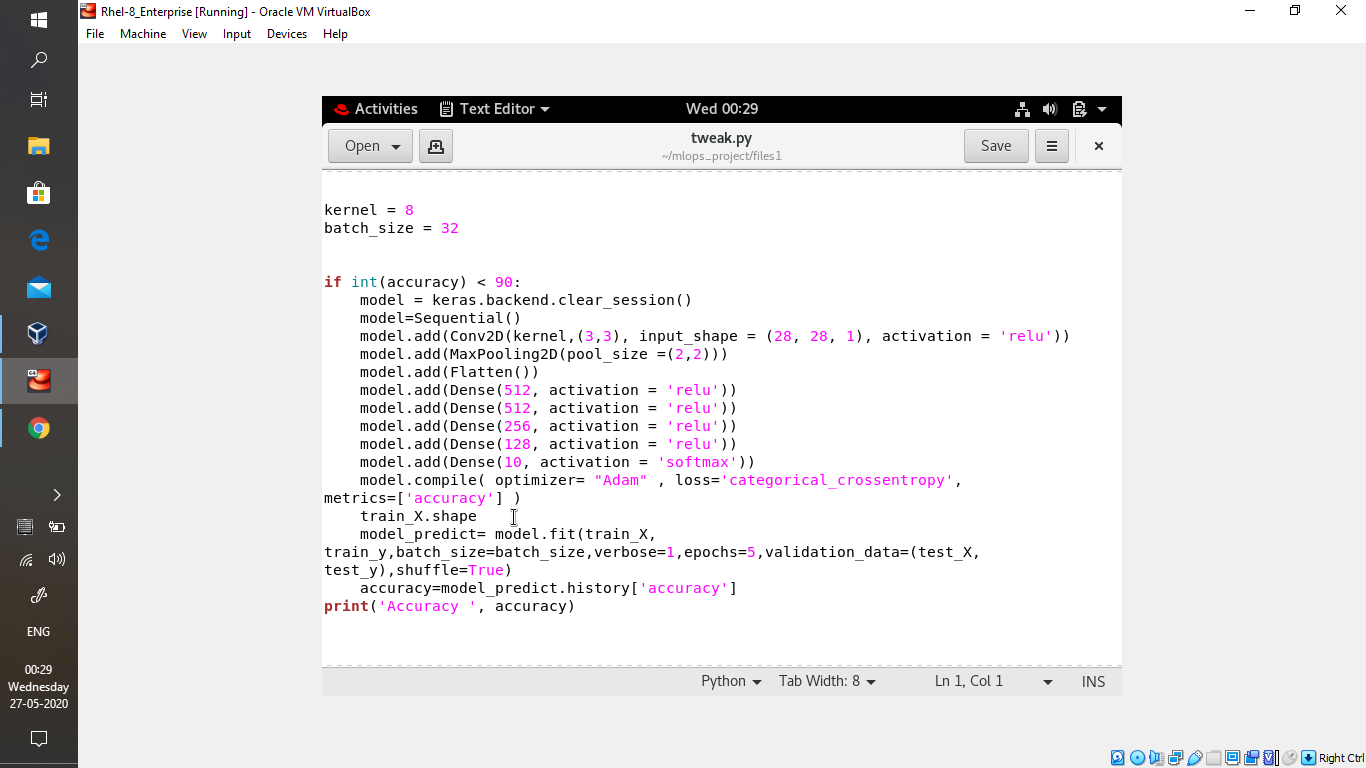 Rhel-8_Enterprise [Running] - Oracle VM VirtualBox
File Machine View Input Devices Help
Activities Text Editor Wed 00:29
Open tweak.py Save
~/mlops_project/files1
kernel = 8
batch_size = 32
if int(accuracy) < 90:
    model = keras.backend.clear_session()
    model=Sequential()
    model.add(Conv2D(kernel,(3,3), input_shape = (28, 28, 1), activation = 'relu'))
    model.add(MaxPooling2D(pool_size =(2,2)))
    model.add(Flatten())
    model.add(Dense(512, activation = 'relu'))
    model.add(Dense(512, activation = 'relu'))
    model.add(Dense(256, activation = 'relu'))
    model.add(Dense(128, activation = 'relu'))
    model.add(Dense(10, activation = 'softmax'))
    model.compile( optimizer= "Adam" , loss='categorical_crossentropy',
metrics=['accuracy'] )
    train_X.shape
    model_predict= model.fit(train_X,
train_y,batch_size=batch_size,verbose=1,epochs=5,validation_data=(test_X,
test_y),shuffle=True)
    accuracy=model_predict.history['accuracy']
print('Accuracy ', accuracy)
Python Tab Width: 8 Ln 1, Col 1 INS
64
ENG
00:29
Wednesday
27-05-2020
Right Ctrl